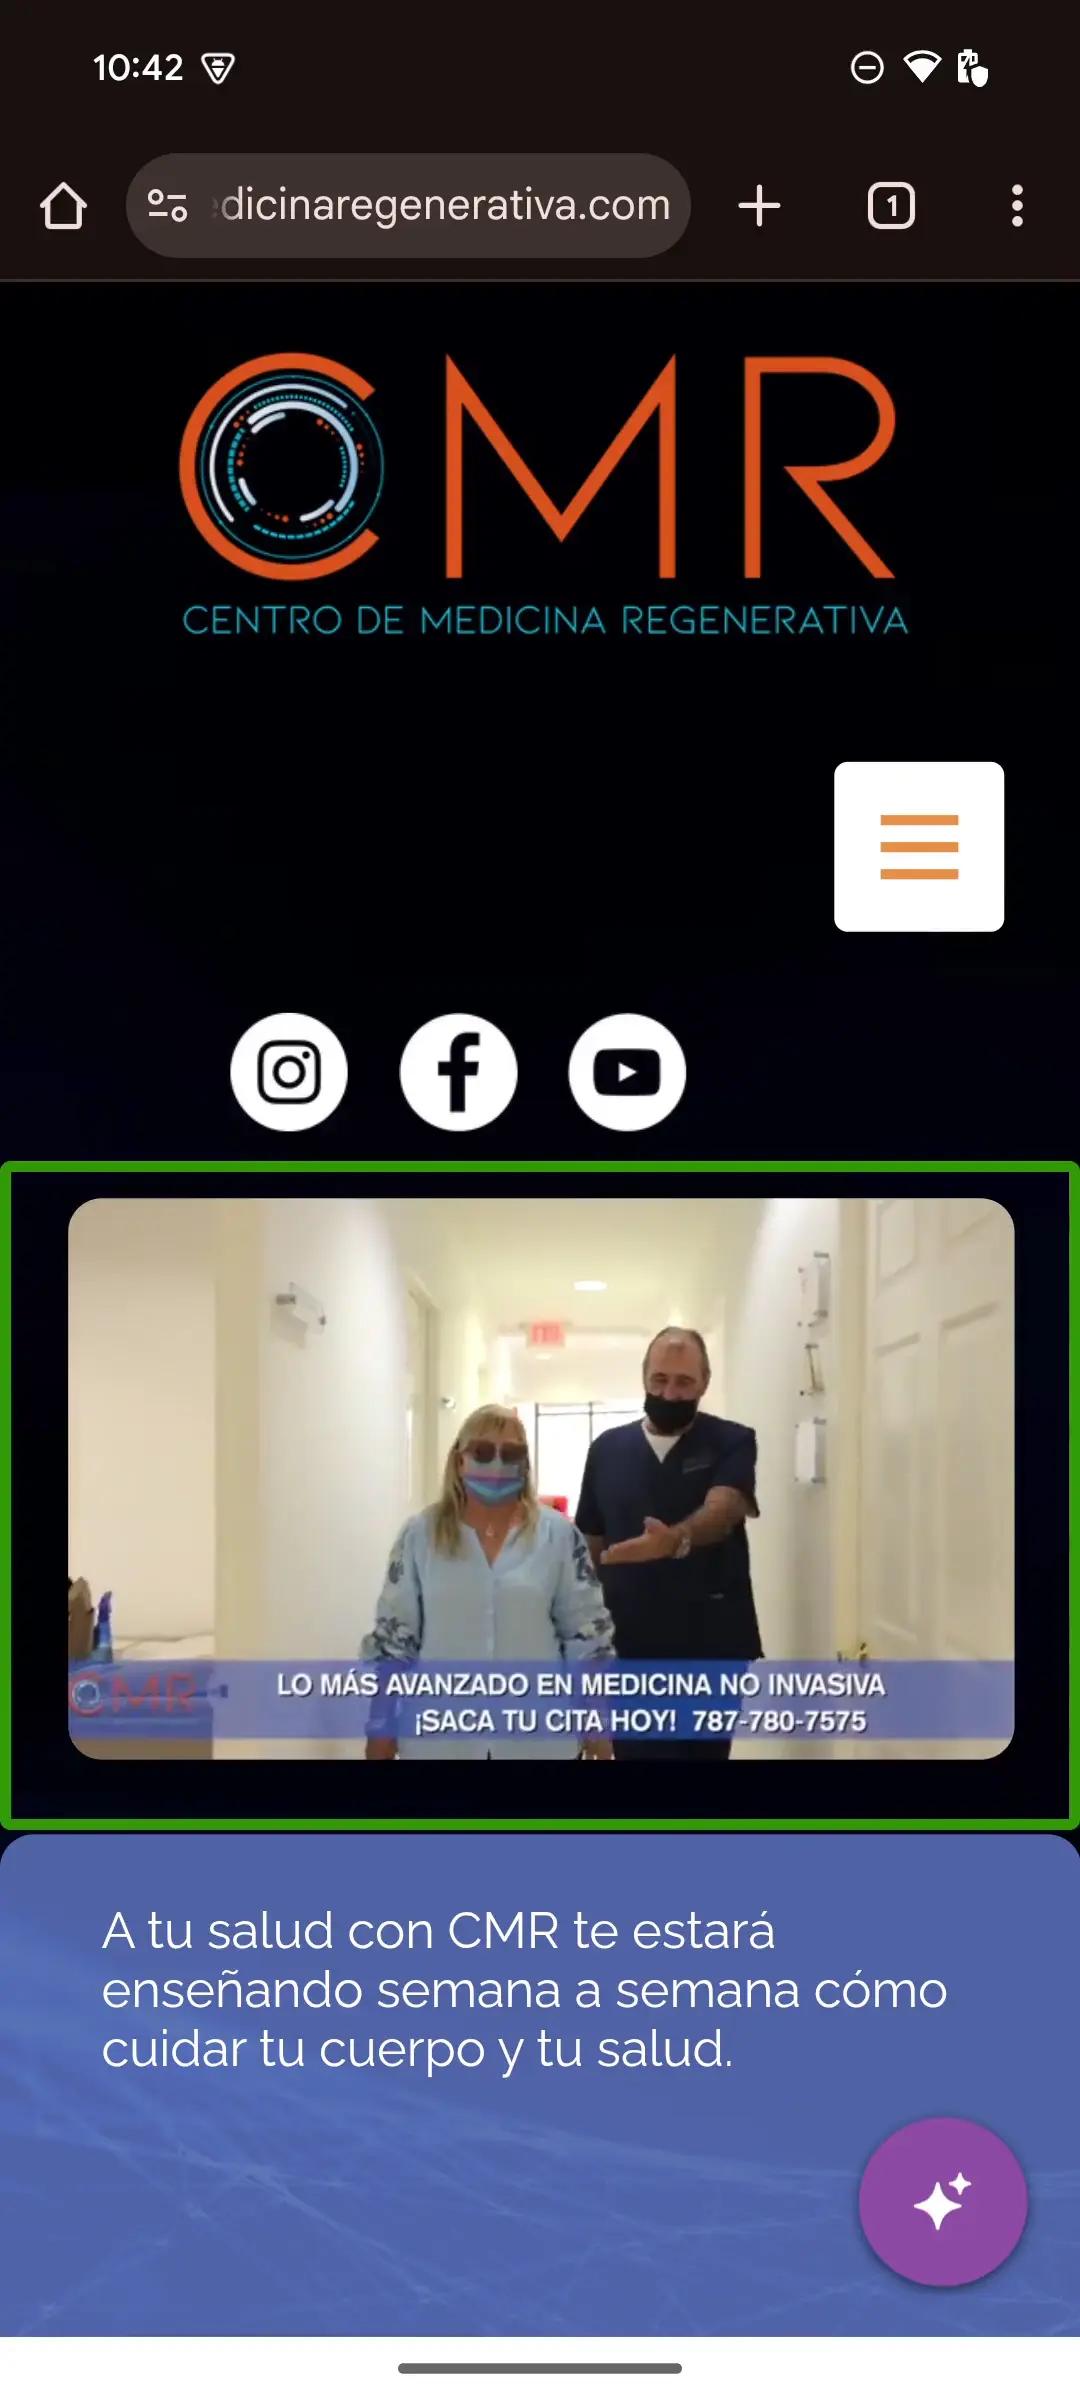 10:42
edicinaregenerativa.com
1
CMR
CENTRO DE MEDICINA REGENERATIVA
CMR
LO MÁS AVANZADO EN MEDICINA NO INVASIVA
¡SACA TU CITA HOY! 787-780-7575
A tu salud con CMR te estará
enseñando semana a semana cómo
cuidar tu cuerpo y tu salud.